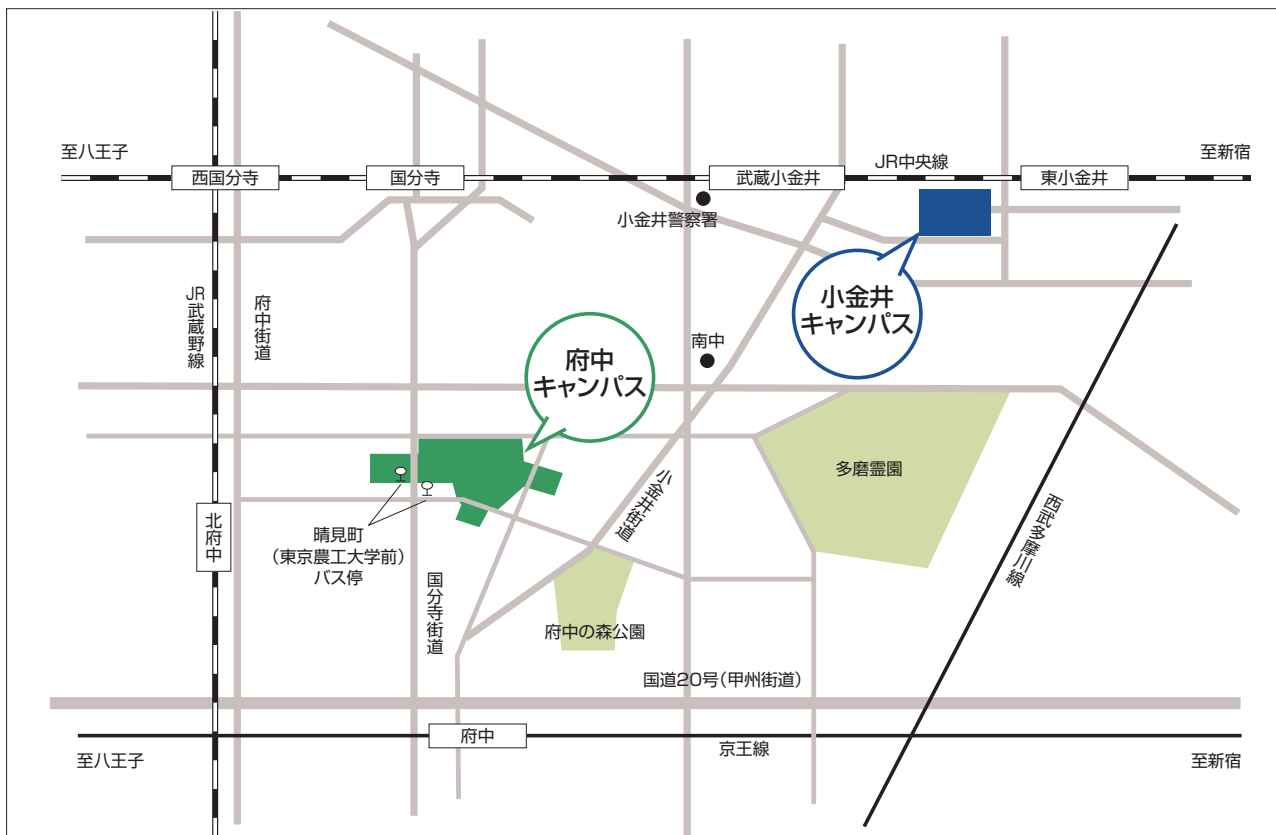 至八王子
西国分寺
国分寺
武蔵小金井
JR中央線
東小金井
至新宿
小金井警察署
JR武蔵野線
府中街道
小金井
キャンパス
南中
府中
キャンパス
多磨霊園
小金井街道
西武多摩川線
北府中
晴見町
（東京農工大学前）
バス停
国分寺街道
府中の森公園
国道20号（甲州街道）
府中
京王線
至八王子
至新宿